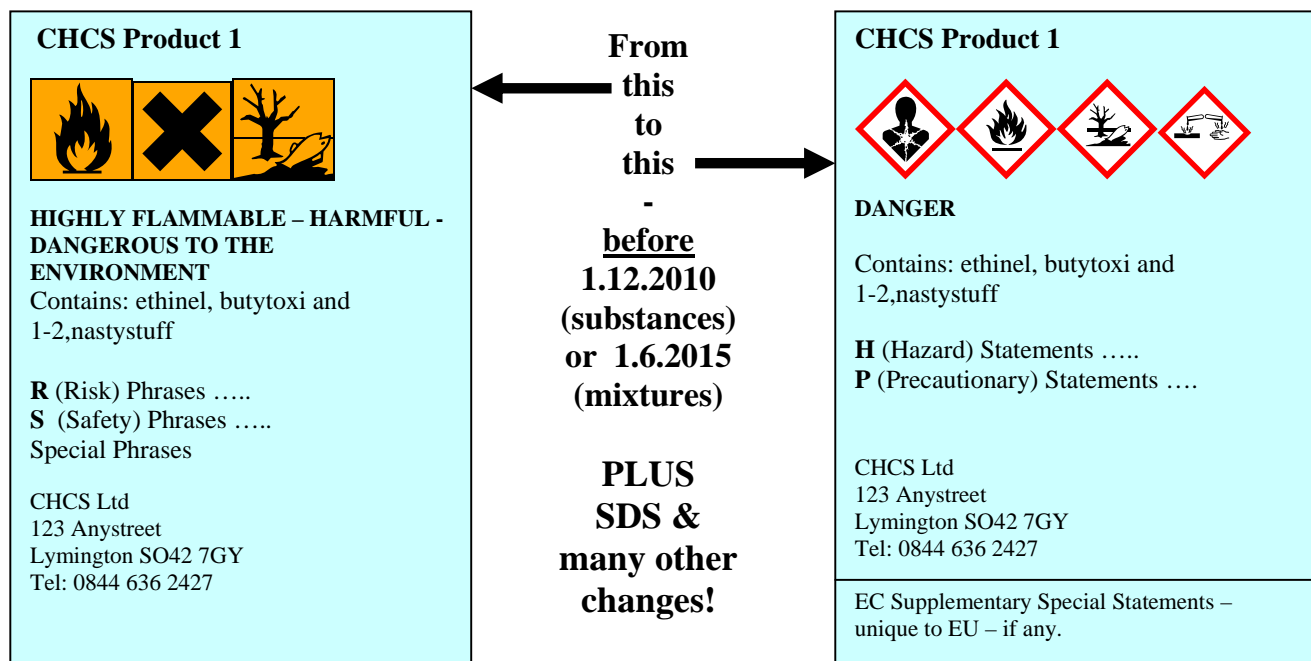 CHCS Product 1
HIGHLY FLAMMABLE – HARMFUL -
DANGEROUS TO THE
ENVIRONMENT
Contains: ethinel, butytoxi and
1-2,nastystuff
R (Risk) Phrases …..
S (Safety) Phrases …..
Special Phrases
CHCS Ltd
123 Anystreet
Lymington SO42 7GY
Tel: 0844 636 2427
From
this
to
this
-
before
1.12.2010
(substances)
or 1.6.2015
(mixtures)
PLUS
SDS &
many other
changes!
CHCS Product 1
DANGER
Contains: ethinel, butytoxi and
1-2,nastystuff
H (Hazard) Statements …..
P (Precautionary) Statements ….
CHCS Ltd
123 Anystreet
Lymington SO42 7GY
Tel: 0844 636 2427
EC Supplementary Special Statements –
unique to EU – if any.